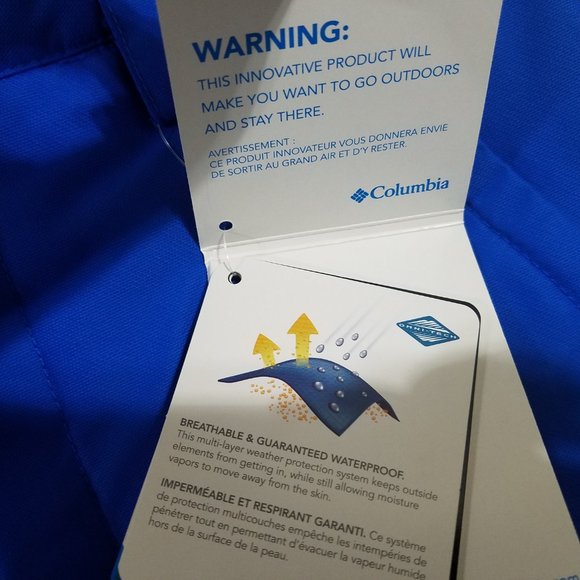 WARNING:
THIS INNOVATIVE PRODUCT WILL
MAKE YOU WANT TO GO OUTDOORS
AND STAY THERE.
AVERTISSEMENT :
CE PRODUIT INNOVATEUR VOUS DONNERA ENVIE
DE SORTIR AU GRAND AIR ET D'Y RESTER.
Columbia
OMNI-TECH
BREATHABLE & GUARANTEED WATERPROOF.
This multi-layer weather protection system keeps outside
elements from getting in, while still allowing moisture
vapors to move away from the skin.
IMPERMÉABLE ET RESPIRANT GARANTI. Ce système
de protection multicouches empêche les intempéries de
pénétrer tout en permettant d'évacuer la vapeur humide
hors de la surface de la peau.